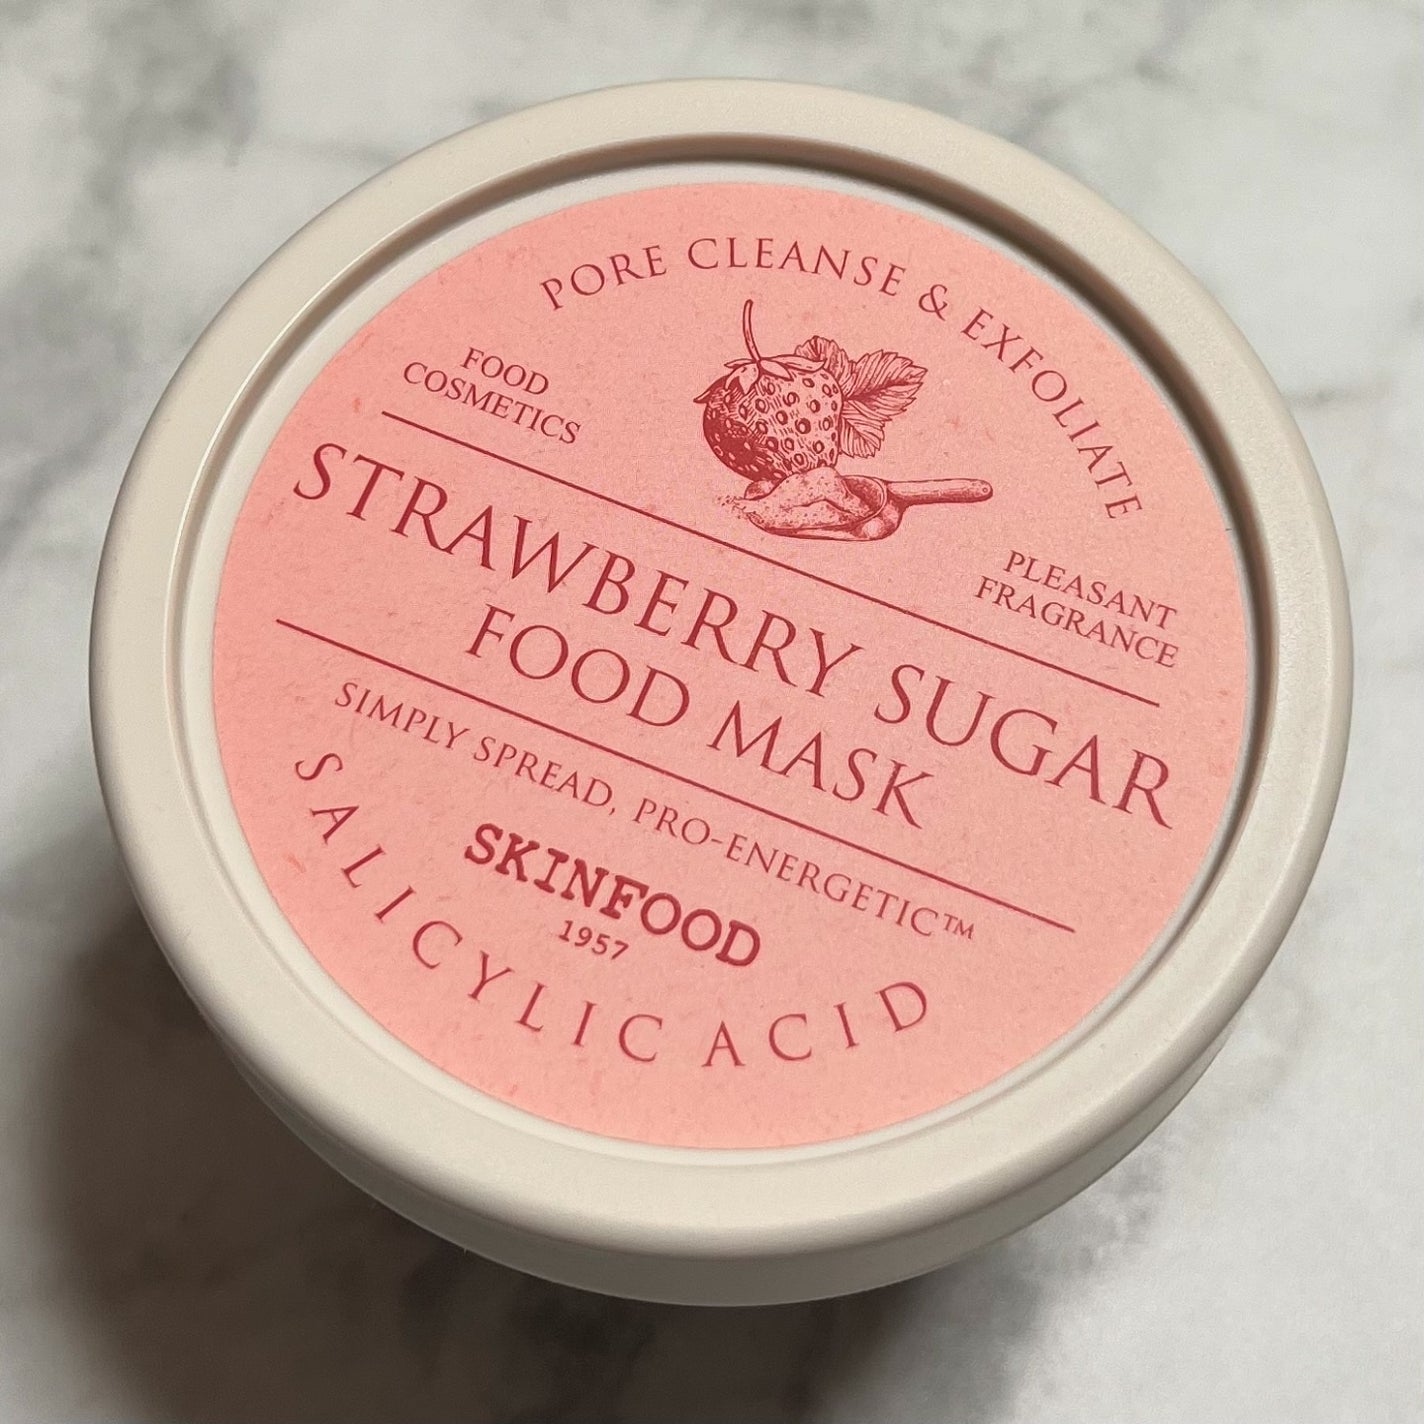 PORE CLEANSE & EXFOLIATE
FOOD
COSMETICS
PLEASANT
FRAGRANCE
STRAWBERRY SUGAR
FOOD MASK
SIMPLY SPREAD, PRO-ENERGETIC™
SKINFOOD
1957
SALICYLIC ACID